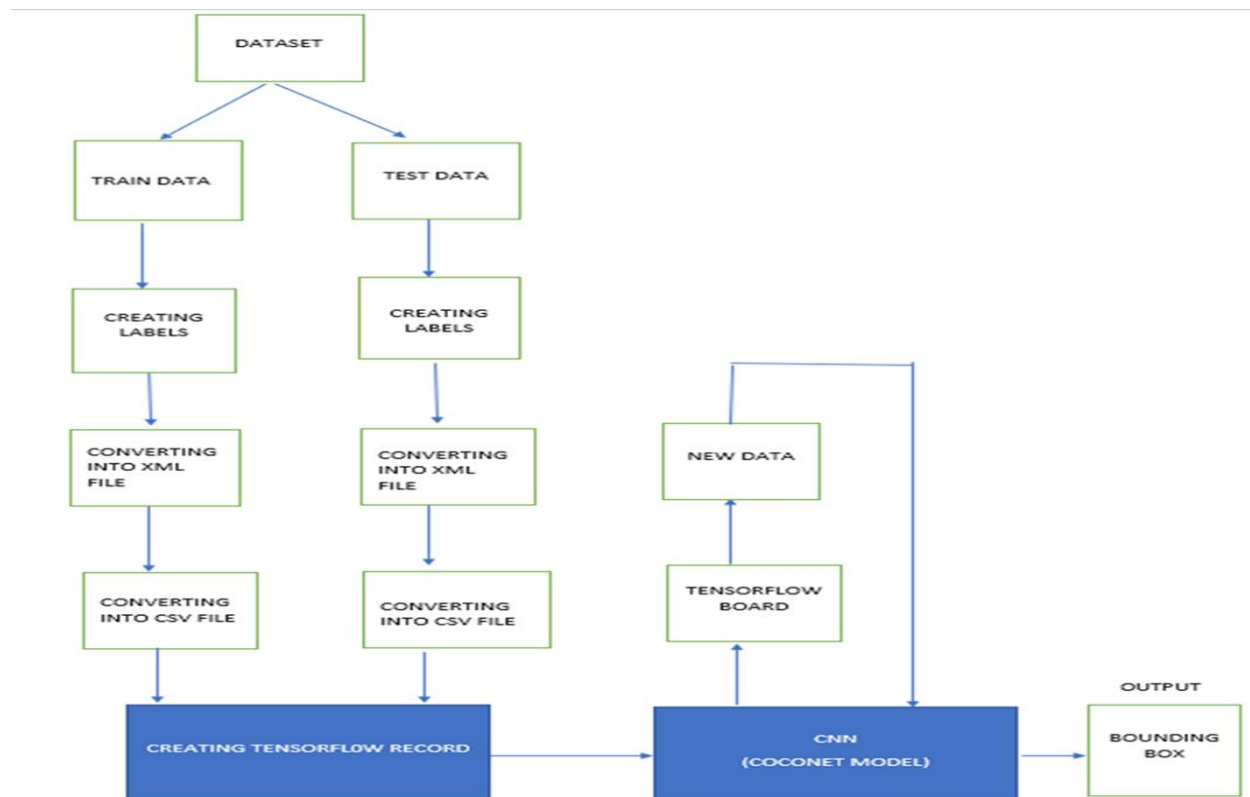 DATASET
TRAIN DATA
TEST DATA
CREATING
LABELS
CREATING
LABELS
CONVERTING
INTO XML
FILE
CONVERTING
INTO XML
FILE
NEW DATA
CONVERTING
INTO CSV FILE
CONVERTING
INTO CSV FILE
TENSORFLOW
BOARD
CREATING TENSORFLOW RECORD
CNN
(COCONET MODEL)
OUTPUT
BOUNDING
BOX